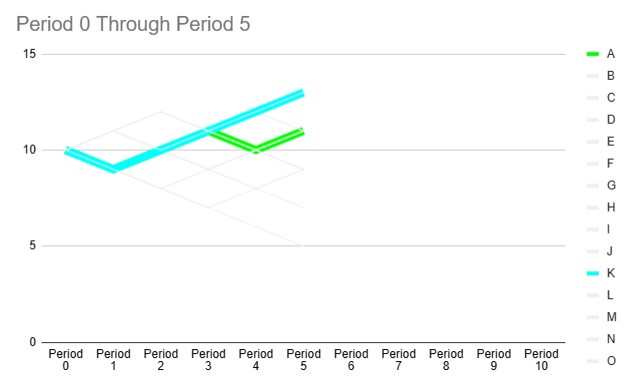 Period 0 Through Period 5
15
10
5
0
Period 0
Period 1
Period 2
Period 3
Period 4
Period 5
Period 6
Period 7
Period 8
Period 9
Period 10
A
B
C
D
E
F
G
H
I
J
K
L
M
N
O